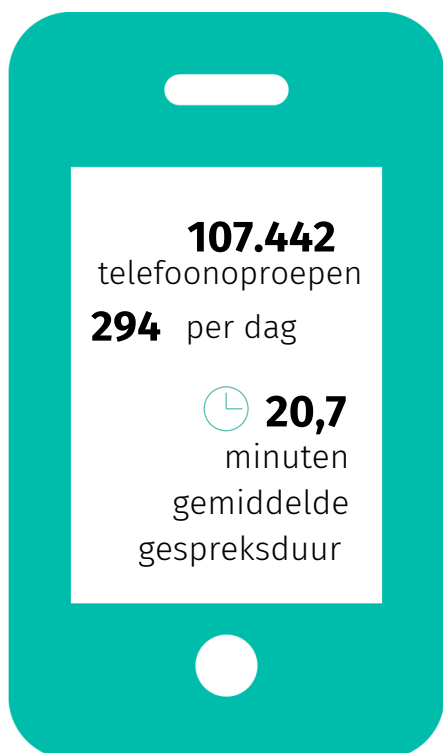 107.442
telefoonoproepen
294 per dag
20,7
minuten
gemiddelde
gespreksduur